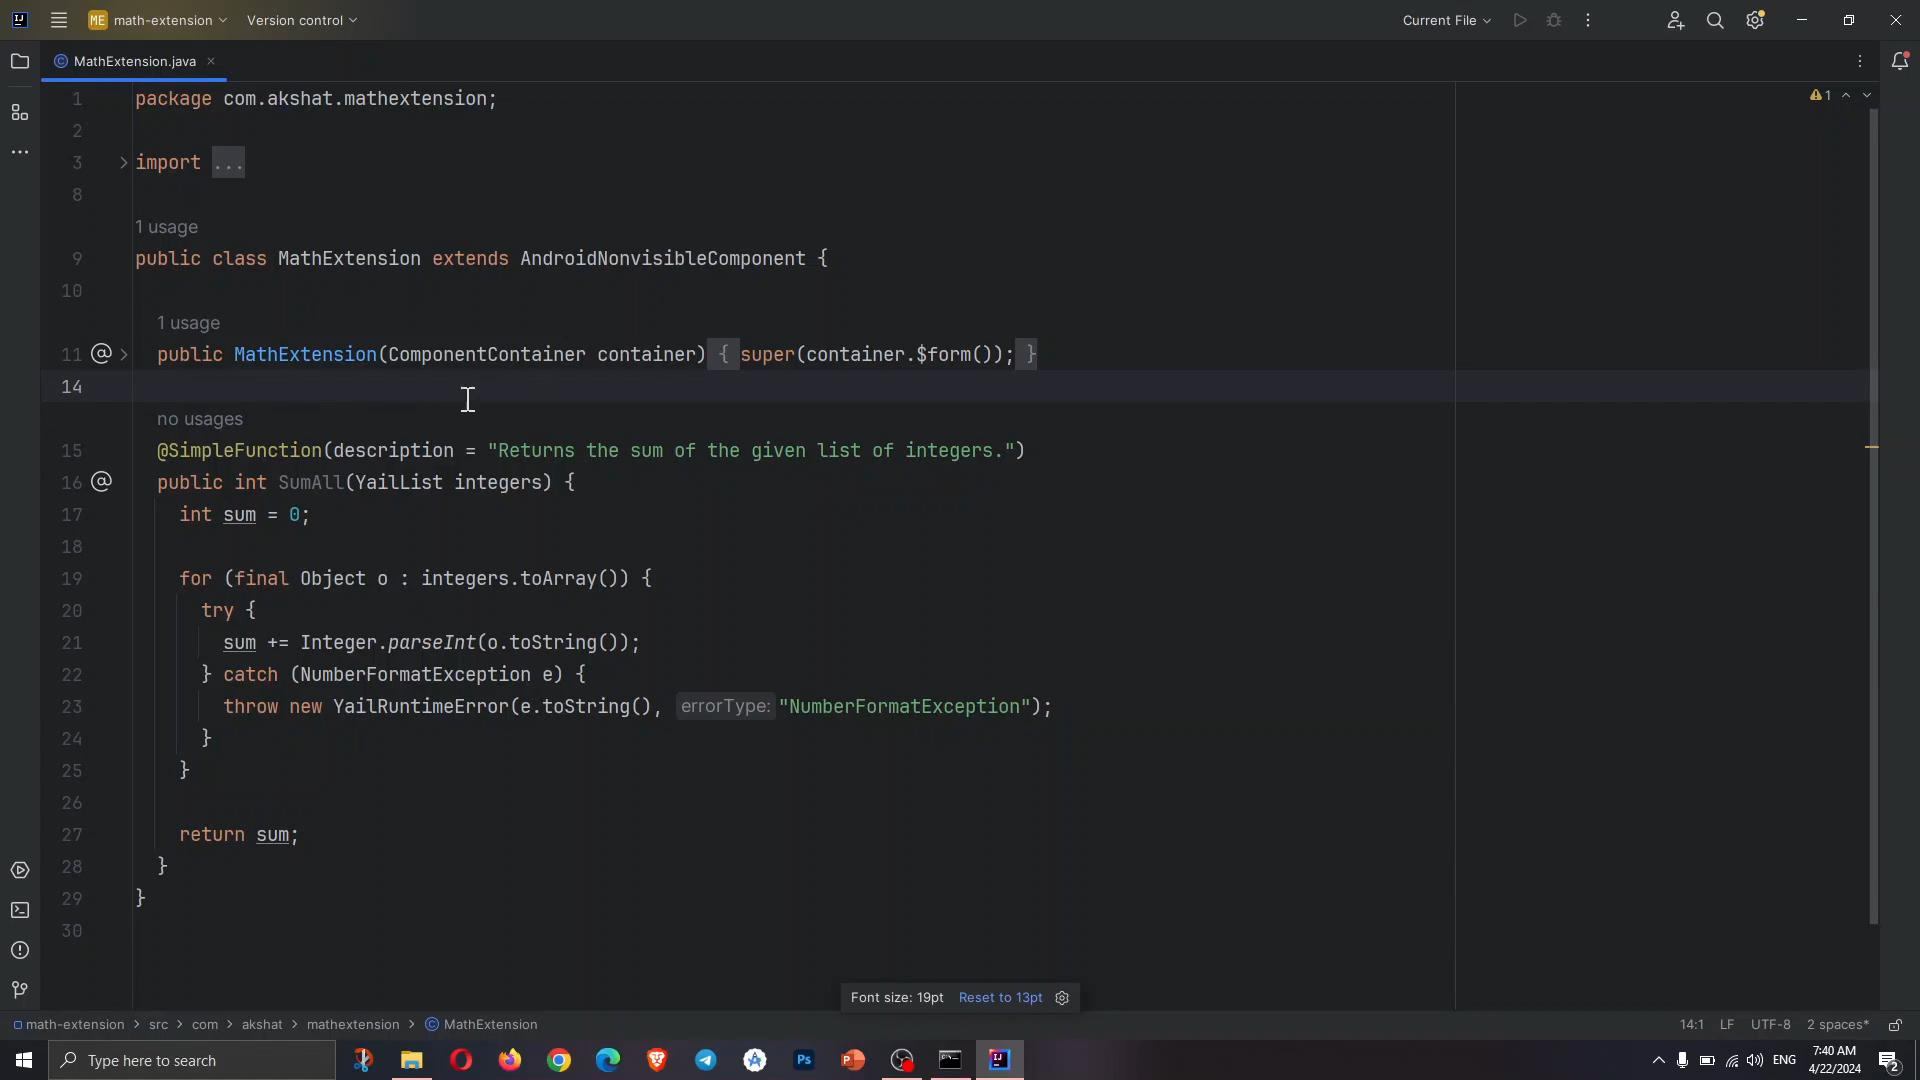 ME math-extension Version control Current File
MathExtension.java
1 package com.akshat.mathextension; 1
2
3 import ...
8
1 usage
9 public class MathExtension extends AndroidNonvisibleComponent {
10
1 usage
11 public MathExtension(ComponentContainer container) { super(container.$form()); }
14
no usages
15 @SimpleFunction(description = "Returns the sum of the given list of integers.")
16 public int SumAll(YailList integers) {
17 int sum = 0;
18
19 for (final Object o : integers.toArray()) {
20 try {
21 sum += Integer.parseInt(o.toString());
22 } catch (NumberFormatException e) {
23 throw new YailRuntimeError(e.toString(), errorType: "NumberFormatException");
24 }
25 }
26
27 return sum;
28 }
29 }
30
Font size: 19pt Reset to 13pt
math-extension > src > com > akshat > mathextension > MathExtension 14:1 LF UTF-8 2 spaces*
Type here to search Ps P IJ ENG 7:40 AM
4/22/2024 2